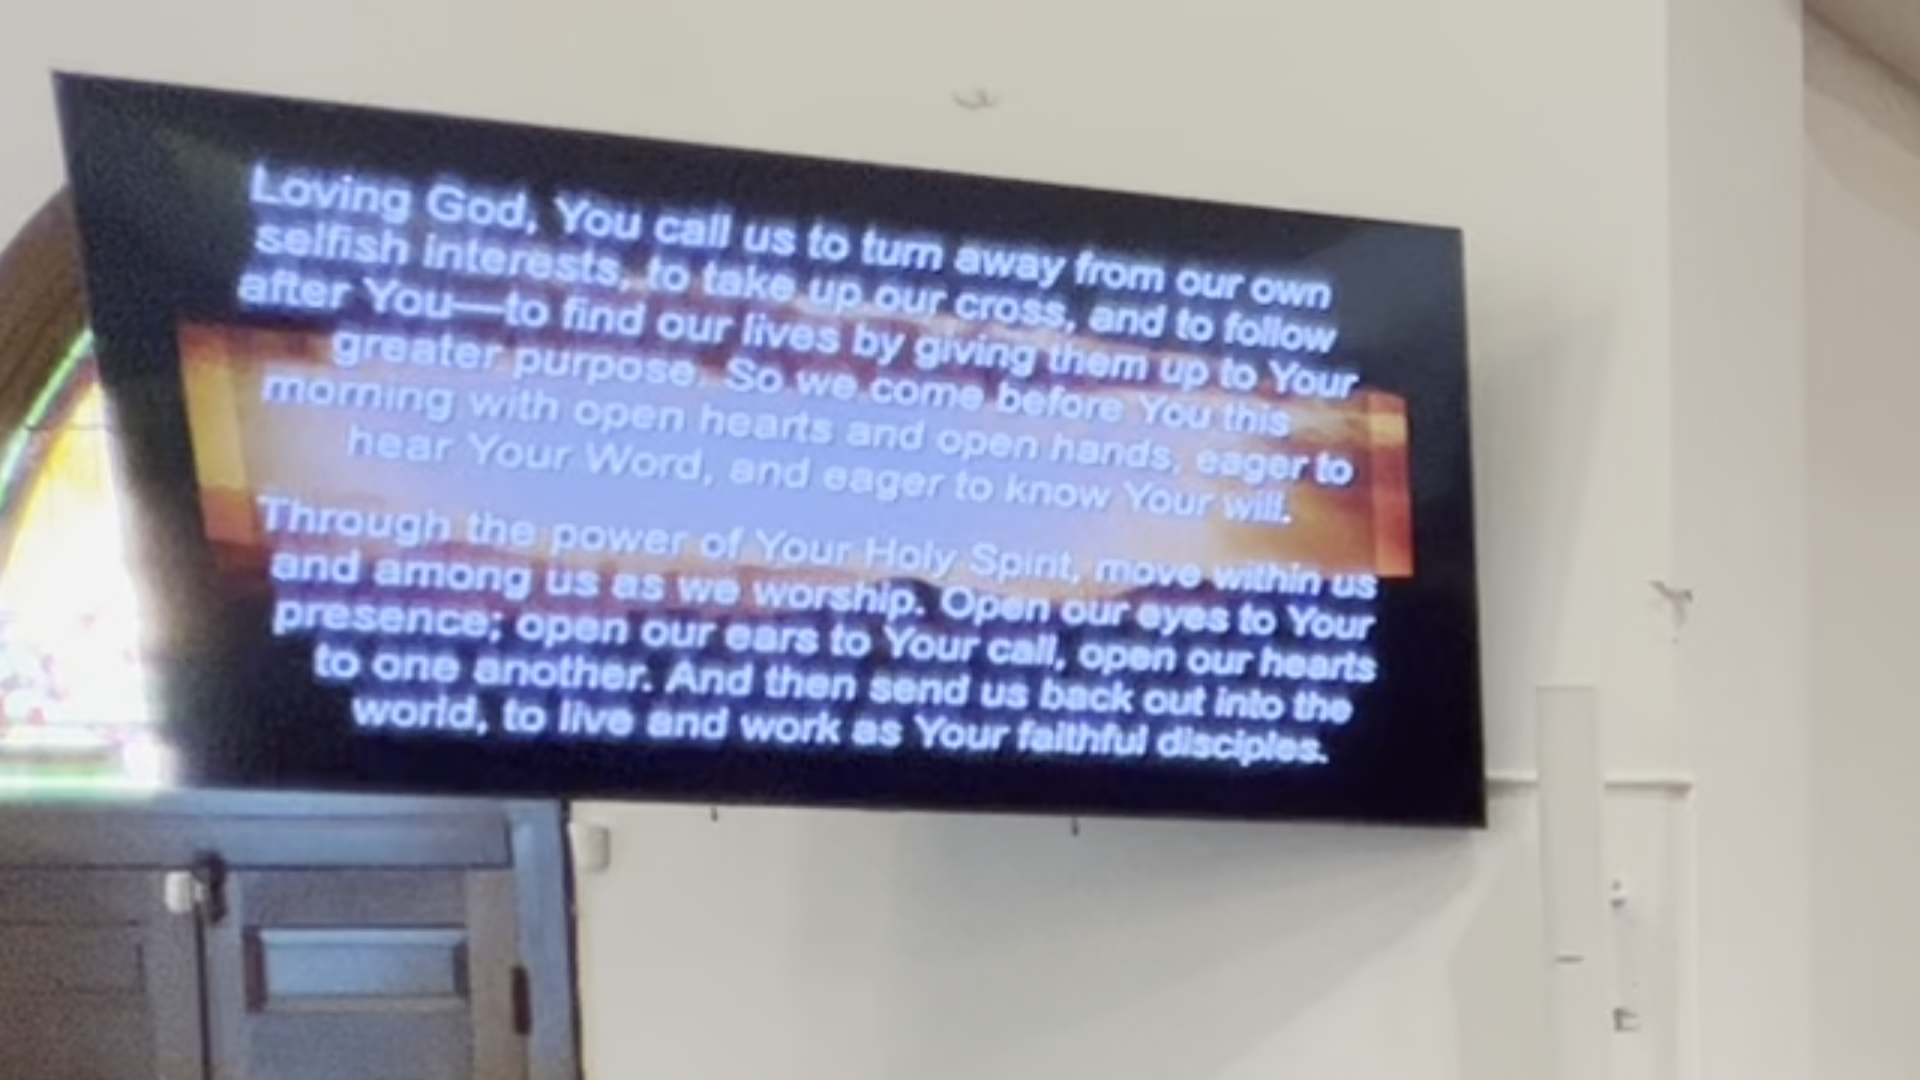 Loving God, You call us to turn away from our own
selfish interests, to take up our cross, and to follow
after You—to find our lives by giving them up to Your
greater purpose. So we come before You this
morning with open hearts and open hands, eager to
hear Your Word, and eager to know Your will.
Through the power of Your Holy Spirit, move within us
and among us as we worship. Open our eyes to Your
presence; open our ears to Your call, open our hearts
to one another. And then send us back out into the
world, to live and work as Your faithful disciples.